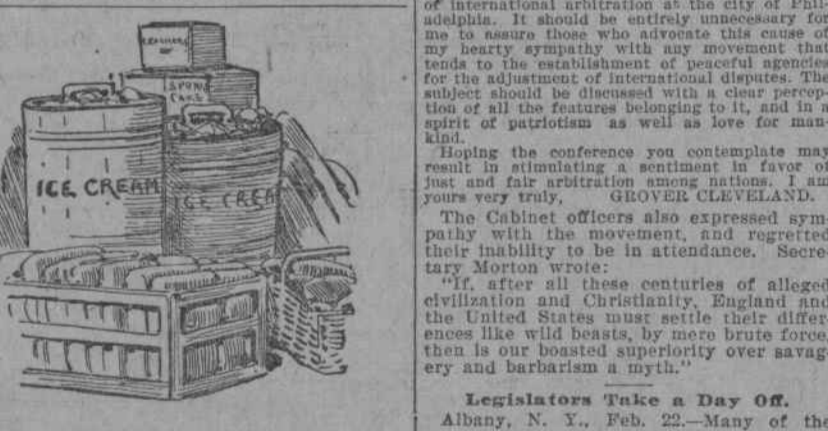 SPONGE
CAKE
ICE CREAM
ICE CREA
of international arbitration at the city of Phil-
adelphia. It should be entirely unnecessary for
me to assure those who advocate this cause of
my hearty sympathy with any movement that
tends to the establishment of peaceful agencies
for the adjustment of international disputes. The
subject should be discussed with a clear percep-
tion of all the features belonging to it, and in a
spirit of patriotism as well as love for man-
kind.
Hoping the conference you contemplate may
result in stimulating a sentiment in favor of
just and fair arbitration among nations. I am
yours very truly, GROVER CLEVELAND.
The Cabinet officers also expressed sym-
pathy with the movement, and regretted
their inability to be in attendance. Secre-
tary Morton wrote:
"If, after all these centuries of alleged
civilization and Christianity, England and
the United States must settle their differ-
ences like wild beasts, by mere brute force,
then is our boasted superiority over savag-
ery and barbarism a myth."
Legislators Take a Day Off.
Albany, N. Y., Feb. 22.—Many of the